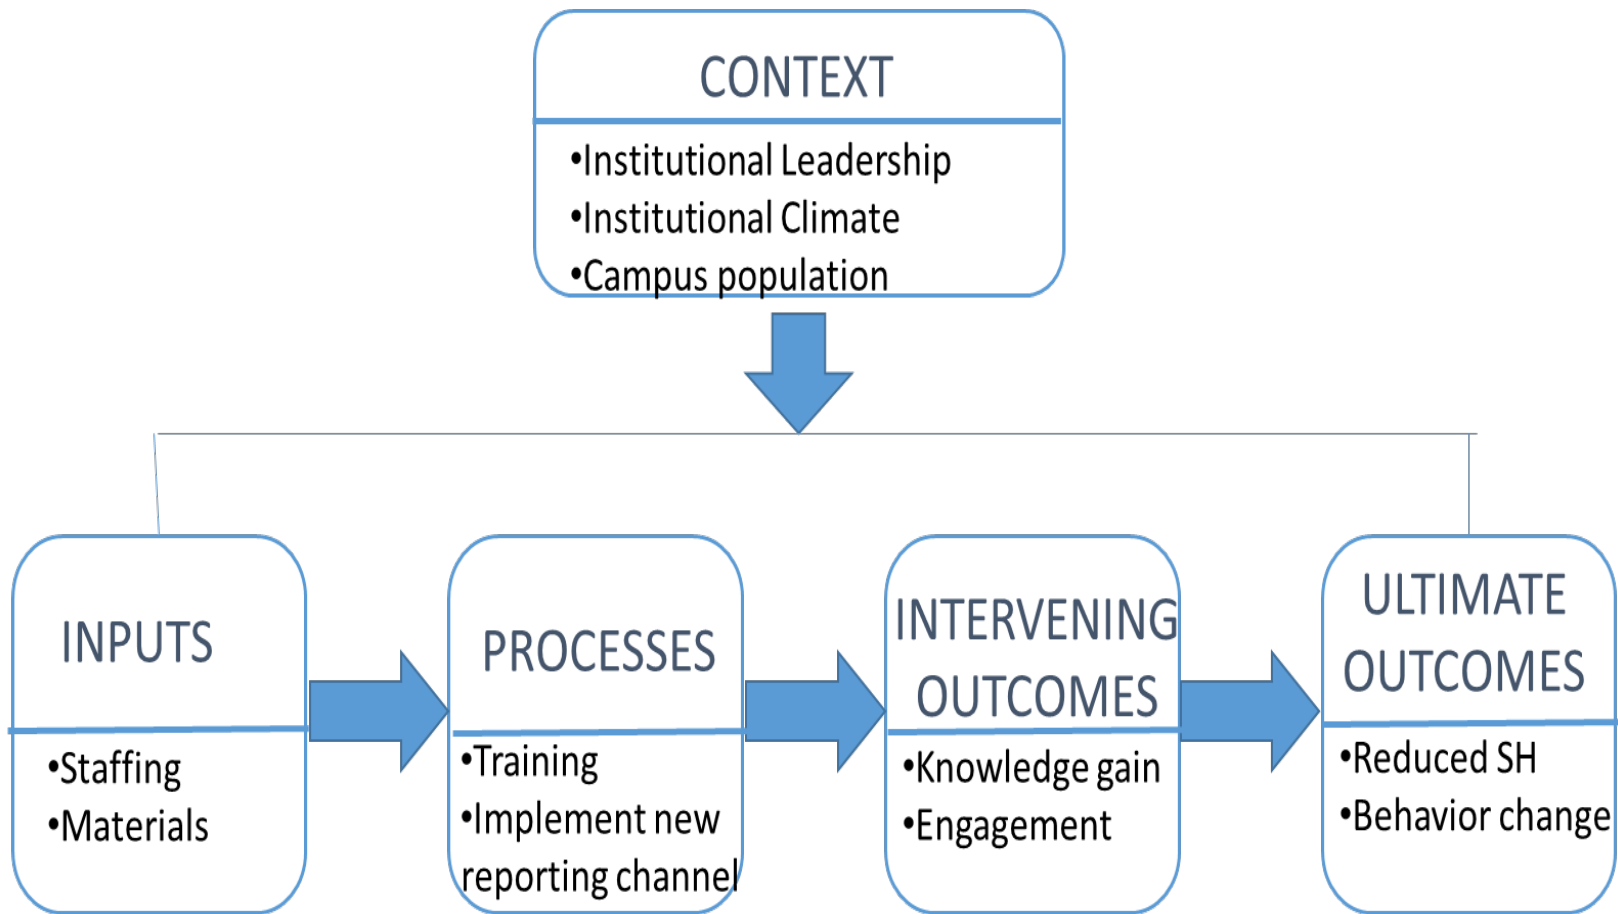 CONTEXT
•Institutional Leadership
•Institutional Climate
•Campus population
INPUTS
•Staffing
•Materials
PROCESSES
•Training
•Implement new
reporting channel
INTERVENING
OUTCOMES
•Knowledge gain
•Engagement
ULTIMATE
OUTCOMES
•Reduced SH
•Behavior change